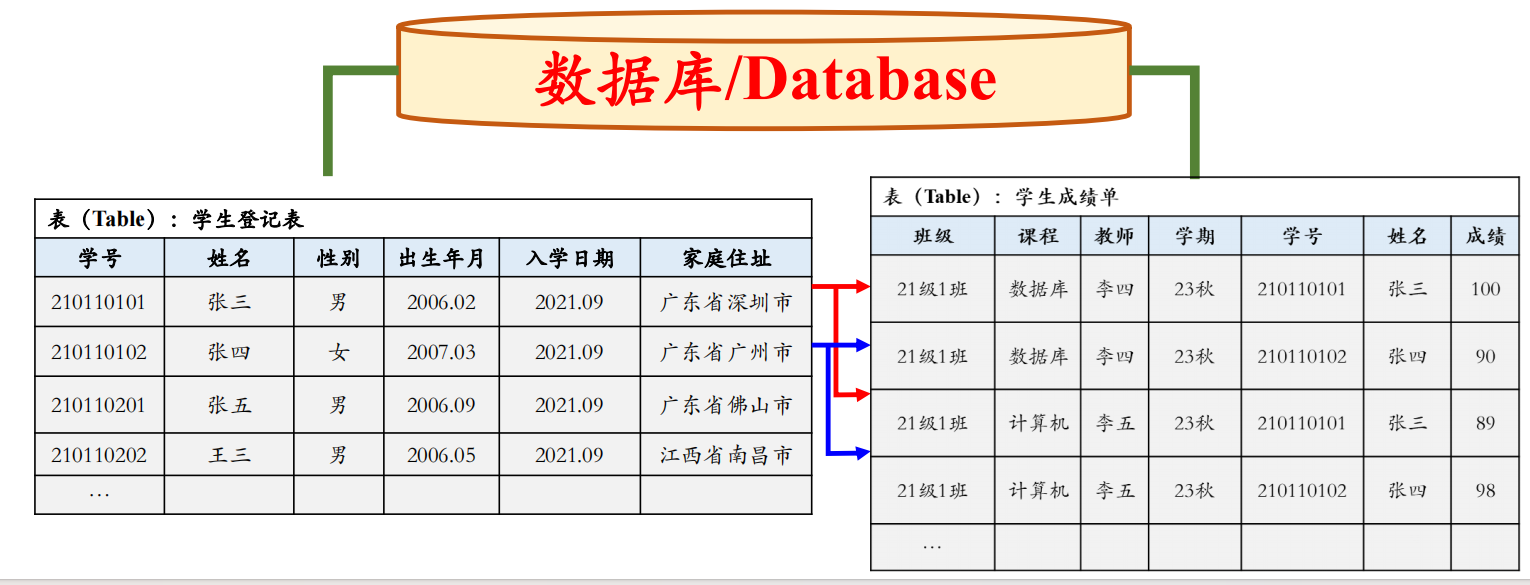 数据库/Database
表（Table）：学生登记表
学号 姓名 性别 出生年月 入学日期 家庭住址
210110101 张三 男 2006.02 2021.09 广东省深圳市
210110102 张四 女 2007.03 2021.09 广东省广州市
210110201 张五 男 2006.09 2021.09 广东省佛山市
210110202 王三 男 2006.05 2021.09 江西省南昌市
…
表（Table）：学生成绩单
班级 课程 教师 学期 学号 姓名 成绩
21级1班 数据库 李四 23秋 210110101 张三 100
21级1班 数据库 李四 23秋 210110102 张四 90
21级1班 计算机 李五 23秋 210110101 张三 89
21级1班 计算机 李五 23秋 210110102 张四 98
…